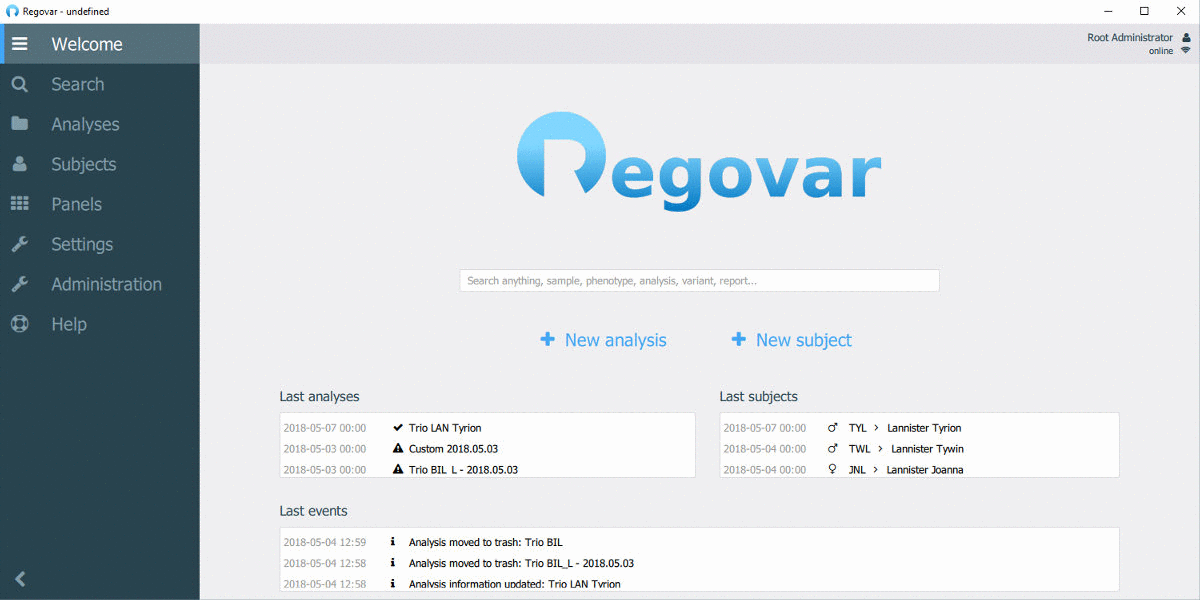 Regovar - undefined
Root Administrator
online
Welcome
Search
Analyses
Subjects
Panels
Settings
Administration
Help
Regovar
Search anything, sample, phenotype, analysis, variant, report...
New analysis
New subject
Last analyses
2018-05-07 00:00 Trio LAN Tyrion
2018-05-03 00:00 Custom 2018.05.03
2018-05-03 00:00 Trio BIL_L - 2018.05.03
Last subjects
2018-05-07 00:00 ♂ TYL > Lannister Tyrion
2018-05-04 00:00 ♂ TWL > Lannister Tywin
2018-05-04 00:00 ♀ JNL > Lannister Joanna
Last events
2018-05-04 12:59 Analysis moved to trash: Trio BIL
2018-05-04 12:58 Analysis moved to trash: Trio BIL_L - 2018.05.03
2018-05-04 12:58 Analysis information updated: Trio LAN Tyrion